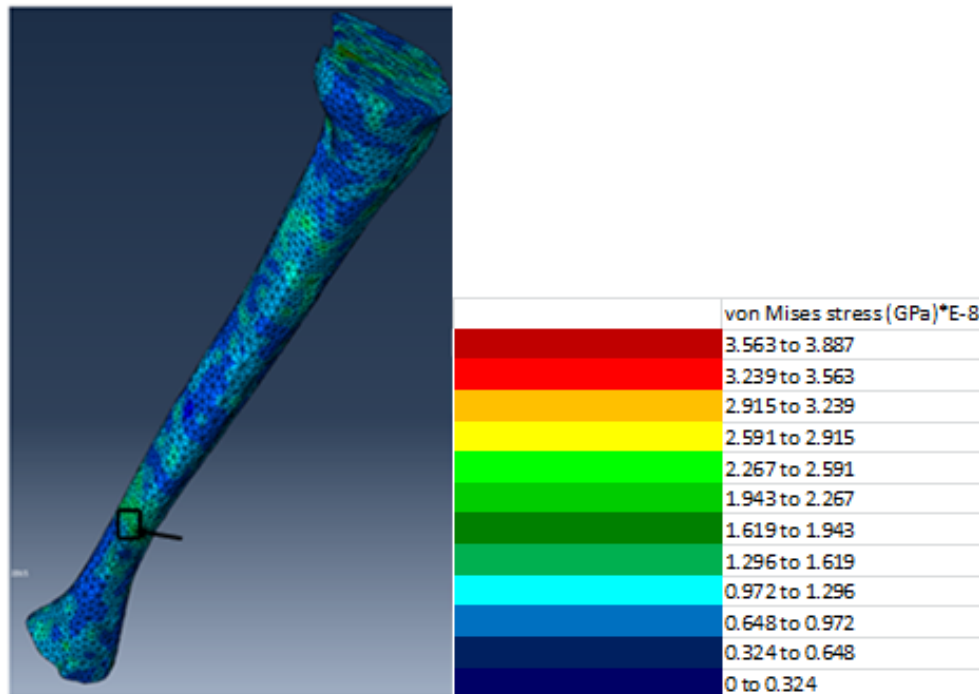 von Mises stress (GPa)*E-8
3.563 to 3.887
3.239 to 3.563
2.915 to 3.239
2.591 to 2.915
2.267 to 2.591
1.943 to 2.267
1.619 to 1.943
1.296 to 1.619
0.972 to 1.296
0.648 to 0.972
0.324 to 0.648
0 to 0.324